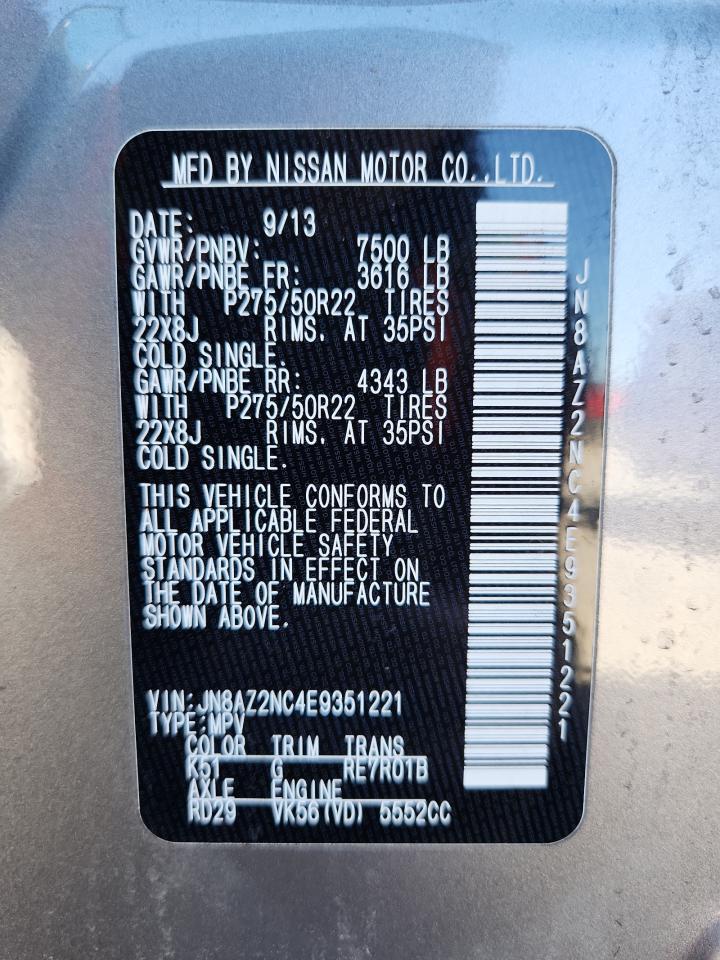 MFD BY NISSAN MOTOR CO.,LTD.
DATE: 9/13
GVWR/PNBV: 7500 LB
GAWR/PNBE FR: 3616 LB
WITH P275/50R22 TIRES
22X8J RIMS. AT 35PSI
COLD SINGLE.
GAWR/PNBE RR: 4343 LB
WITH P275/50R22 TIRES
22X8J RIMS. AT 35PSI
COLD SINGLE.
THIS VEHICLE CONFORMS TO
ALL APPLICABLE FEDERAL
MOTOR VEHICLE SAFETY
STANDARDS IN EFFECT ON
THE DATE OF MANUFACTURE
SHOWN ABOVE.
VIN:JN8AZ2NC4E9351221
TYPE:MPV
COLOR TRIM TRANS
K51 G RE7R01B
AXLE ENGINE
RD29 VK56(VD) 5552CC
JN8AZ2NC4E9351221